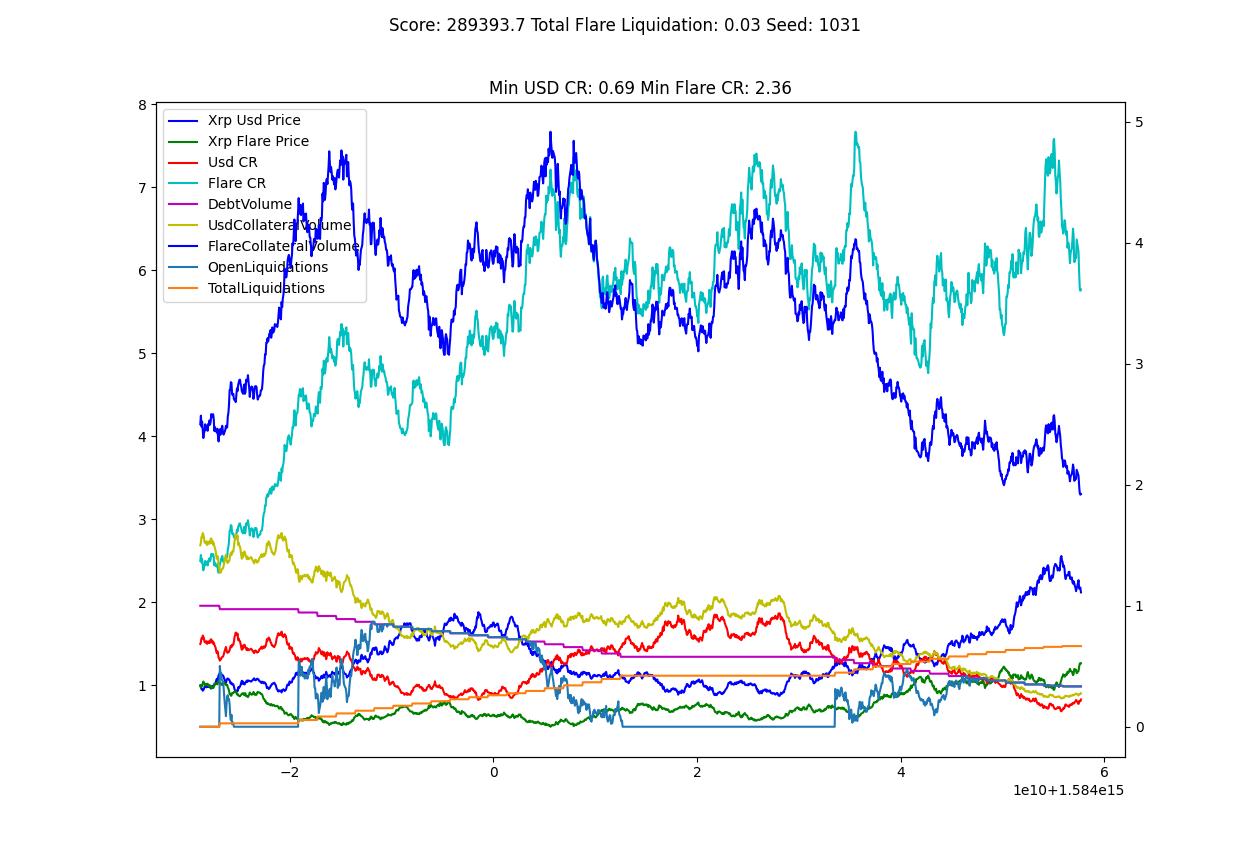 Score: 289393.7 Total Flare Liquidation: 0.03 Seed: 1031
Min USD CR: 0.69 Min Flare CR: 2.36
Xrp Usd Price
Xrp Flare Price
Usd CR
Flare CR
DebtVolume
UsdCollateralVolume
FlareCollateralVolume
OpenLiquidations
TotalLiquidations
8
7
6
5
4
3
2
1
5
4
3
2
1
0
−2
0
2
4
6
1e10+1.584e15